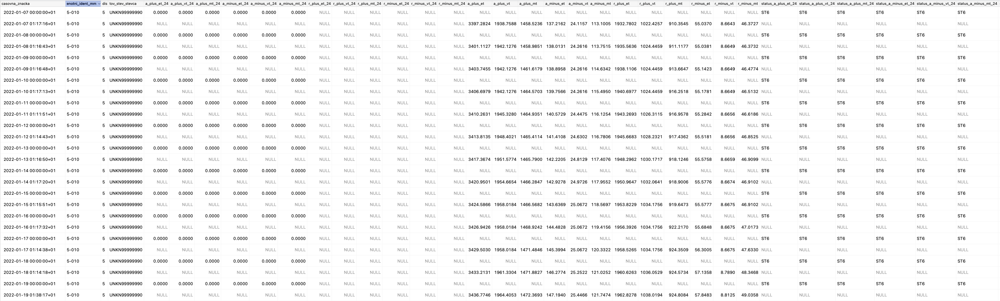 casovna_znacka enotni_ident_mm dis tov_stev_stevca a_plus_et_24 a_plus_vt_24 a_plus_mt_24 a_minus_et_24 a_minus_vt_24 a_minus_mt_24 r_plus_et_24 r_plus_vt_24 r_plus_mt_24 r_minus_et_24 r_minus_vt_24 r_minus_mt_24 a_plus_et a_plus_vt a_plus_mt a_minus_et a_minus_vt a_minus_mt r_plus_et r_plus_vt r_plus_mt r_minus_et r_minus_vt r_minus_mt status_a_plus_et_24 status_a_plus_vt_24 status_a_plus_mt_24 status_a_minus_et_24 status_a_minus_vt_24 status_a_minus_mt_24
2022-01-07 00:00:00+01 5-010 5 UNKN99999990 0.0000 0.0000 0.0000 0.0000 0.0000 0.0000 NULL NULL NULL NULL NULL NULL NULL NULL NULL NULL NULL NULL NULL NULL NULL NULL NULL NULL ST6 ST6 ST6 ST6 ST6 ST6
2022-01-07 01:17:16+01 5-010 5 UNKN99999990 NULL NULL NULL NULL NULL NULL NULL NULL NULL NULL NULL NULL 3397.2824 1938.7588 1458.5236 137.2162 24.1157 113.1005 1932.7802 1022.4257 910.3545 55.0370 8.6643 46.3727 NULL NULL NULL NULL NULL NULL
2022-01-08 00:00:00+01 5-010 5 UNKN99999990 0.0000 0.0000 0.0000 0.0000 0.0000 0.0000 NULL NULL NULL NULL NULL NULL NULL NULL NULL NULL NULL NULL NULL NULL NULL NULL NULL NULL ST6 ST6 ST6 ST6 ST6 ST6
2022-01-08 01:16:43+01 5-010 5 UNKN99999990 NULL NULL NULL NULL NULL NULL NULL NULL NULL NULL NULL NULL 3401.1127 1942.1276 1458.9851 138.0131 24.2616 113.7515 1935.5636 1024.4459 911.1177 55.0381 8.6649 46.3732 NULL NULL NULL NULL NULL NULL
2022-01-09 00:00:00+01 5-010 5 UNKN99999990 0.0000 0.0000 0.0000 0.0000 0.0000 0.0000 NULL NULL NULL NULL NULL NULL NULL NULL NULL NULL NULL NULL NULL NULL NULL NULL NULL NULL ST6 ST6 ST6 ST6 ST6 ST6
2022-01-09 01:16:48+01 5-010 5 UNKN99999990 NULL NULL NULL NULL NULL NULL NULL NULL NULL NULL NULL NULL 3403.7455 1942.1276 1461.6179 138.8958 24.2616 114.6342 1938.1106 1024.4459 913.6647 55.1423 8.6649 46.4774 NULL NULL NULL NULL NULL NULL
2022-01-10 00:00:00+01 5-010 5 UNKN99999990 0.0000 0.0000 0.0000 0.0000 0.0000 0.0000 NULL NULL NULL NULL NULL NULL NULL NULL NULL NULL NULL NULL NULL NULL NULL NULL NULL NULL ST6 ST6 ST6 ST6 ST6 ST6
2022-01-10 01:17:13+01 5-010 5 UNKN99999990 NULL NULL NULL NULL NULL NULL NULL NULL NULL NULL NULL NULL 3406.6979 1942.1276 1464.5703 139.7566 24.2616 115.4950 1940.6977 1024.4459 916.2518 55.1781 8.6649 46.5132 NULL NULL NULL NULL NULL NULL
2022-01-11 00:00:00+01 5-010 5 UNKN99999990 0.0000 0.0000 0.0000 0.0000 0.0000 0.0000 NULL NULL NULL NULL NULL NULL NULL NULL NULL NULL NULL NULL NULL NULL NULL NULL NULL NULL ST6 ST6 ST6 ST6 ST6 ST6
2022-01-11 01:11:51+01 5-010 5 UNKN99999990 NULL NULL NULL NULL NULL NULL NULL NULL NULL NULL NULL NULL 3410.2631 1945.3280 1464.9351 140.5729 24.4475 116.1254 1943.2693 1026.3115 916.9578 55.2842 8.6656 46.6186 NULL NULL NULL NULL NULL NULL
2022-01-12 00:00:00+01 5-010 5 UNKN99999990 0.0000 0.0000 0.0000 0.0000 0.0000 0.0000 NULL NULL NULL NULL NULL NULL NULL NULL NULL NULL NULL NULL NULL NULL NULL NULL NULL NULL ST6 ST6 ST6 ST6 ST6 ST6
2022-01-12 01:14:43+01 5-010 5 UNKN99999990 NULL NULL NULL NULL NULL NULL NULL NULL NULL NULL NULL NULL 3413.8135 1948.4021 1465.4114 141.4108 24.6302 116.7806 1945.6683 1028.2321 917.4362 55.5181 8.6656 46.8525 NULL NULL NULL NULL NULL NULL
2022-01-13 00:00:00+01 5-010 5 UNKN99999990 0.0000 0.0000 0.0000 0.0000 0.0000 0.0000 NULL NULL NULL NULL NULL NULL NULL NULL NULL NULL NULL NULL NULL NULL NULL NULL NULL NULL ST6 ST6 ST6 ST6 ST6 ST6
2022-01-13 01:16:50+01 5-010 5 UNKN99999990 NULL NULL NULL NULL NULL NULL NULL NULL NULL NULL NULL NULL 3417.3674 1951.5774 1465.7900 142.2205 24.8129 117.4076 1948.2962 1030.1717 918.1246 55.5758 8.6659 46.9099 NULL NULL NULL NULL NULL NULL
2022-01-14 00:00:00+01 5-010 5 UNKN99999990 0.0000 0.0000 0.0000 0.0000 0.0000 0.0000 NULL NULL NULL NULL NULL NULL NULL NULL NULL NULL NULL NULL NULL NULL NULL NULL NULL NULL ST6 ST6 ST6 ST6 ST6 ST6
2022-01-14 01:17:20+01 5-010 5 UNKN99999990 NULL NULL NULL NULL NULL NULL NULL NULL NULL NULL NULL NULL 3420.9501 1954.6654 1466.2847 142.9278 24.9726 117.9552 1950.9647 1032.0641 918.9006 55.5776 8.6674 46.9102 NULL NULL NULL NULL NULL NULL
2022-01-15 00:00:00+01 5-010 5 UNKN99999990 0.0000 0.0000 0.0000 0.0000 0.0000 0.0000 NULL NULL NULL NULL NULL NULL NULL NULL NULL NULL NULL NULL NULL NULL NULL NULL NULL NULL ST6 ST6 ST6 ST6 ST6 ST6
2022-01-15 01:15:51+01 5-010 5 UNKN99999990 NULL NULL NULL NULL NULL NULL NULL NULL NULL NULL NULL NULL 3424.5866 1958.0184 1466.5682 143.6369 25.0672 118.5697 1953.8229 1034.1756 919.6473 55.5777 8.6675 46.9102 NULL NULL NULL NULL NULL NULL
2022-01-16 00:00:00+01 5-010 5 UNKN99999990 0.0000 0.0000 0.0000 0.0000 0.0000 0.0000 NULL NULL NULL NULL NULL NULL NULL NULL NULL NULL NULL NULL NULL NULL NULL NULL NULL NULL ST6 ST6 ST6 ST6 ST6 ST6
2022-01-16 01:17:32+01 5-010 5 UNKN99999990 NULL NULL NULL NULL NULL NULL NULL NULL NULL NULL NULL NULL 3426.9426 1958.0184 1468.9242 144.4828 25.0672 119.4156 1956.3926 1034.1756 922.2170 55.6848 8.6675 47.0173 NULL NULL NULL NULL NULL NULL
2022-01-17 00:00:00+01 5-010 5 UNKN99999990 0.0000 0.0000 0.0000 0.0000 0.0000 0.0000 NULL NULL NULL NULL NULL NULL NULL NULL NULL NULL NULL NULL NULL NULL NULL NULL NULL NULL ST6 ST6 ST6 ST6 ST6 ST6
2022-01-17 01:14:38+01 5-010 5 UNKN99999990 NULL NULL NULL NULL NULL NULL NULL NULL NULL NULL NULL NULL 3429.5030 1958.0184 1471.4846 145.3994 25.0672 120.3322 1958.5265 1034.1756 924.3509 56.3005 8.6675 47.6330 NULL NULL NULL NULL NULL NULL
2022-01-18 00:00:00+01 5-010 5 UNKN99999990 0.0000 0.0000 0.0000 0.0000 0.0000 0.0000 NULL NULL NULL NULL NULL NULL NULL NULL NULL NULL NULL NULL NULL NULL NULL NULL NULL NULL ST6 ST6 ST6 ST6 ST6 ST6
2022-01-18 01:14:18+01 5-010 5 UNKN99999990 NULL NULL NULL NULL NULL NULL NULL NULL NULL NULL NULL NULL 3433.2131 1961.3304 1471.8827 146.2774 25.2522 121.0252 1960.6263 1036.0529 924.5734 57.1358 8.7890 48.3468 NULL NULL NULL NULL NULL NULL
2022-01-19 00:00:00+01 5-010 5 UNKN99999990 0.0000 0.0000 0.0000 0.0000 0.0000 0.0000 NULL NULL NULL NULL NULL NULL NULL NULL NULL NULL NULL NULL NULL NULL NULL NULL NULL NULL ST6 ST6 ST6 ST6 ST6 ST6
2022-01-19 01:38:17+01 5-010 5 UNKN99999990 NULL NULL NULL NULL NULL NULL NULL NULL NULL NULL NULL NULL 3436.7746 1964.4053 1472.3693 147.1940 25.4466 121.7474 1962.8278 1038.0194 924.8084 57.8483 8.8125 49.0358 NULL NULL NULL NULL NULL NULL